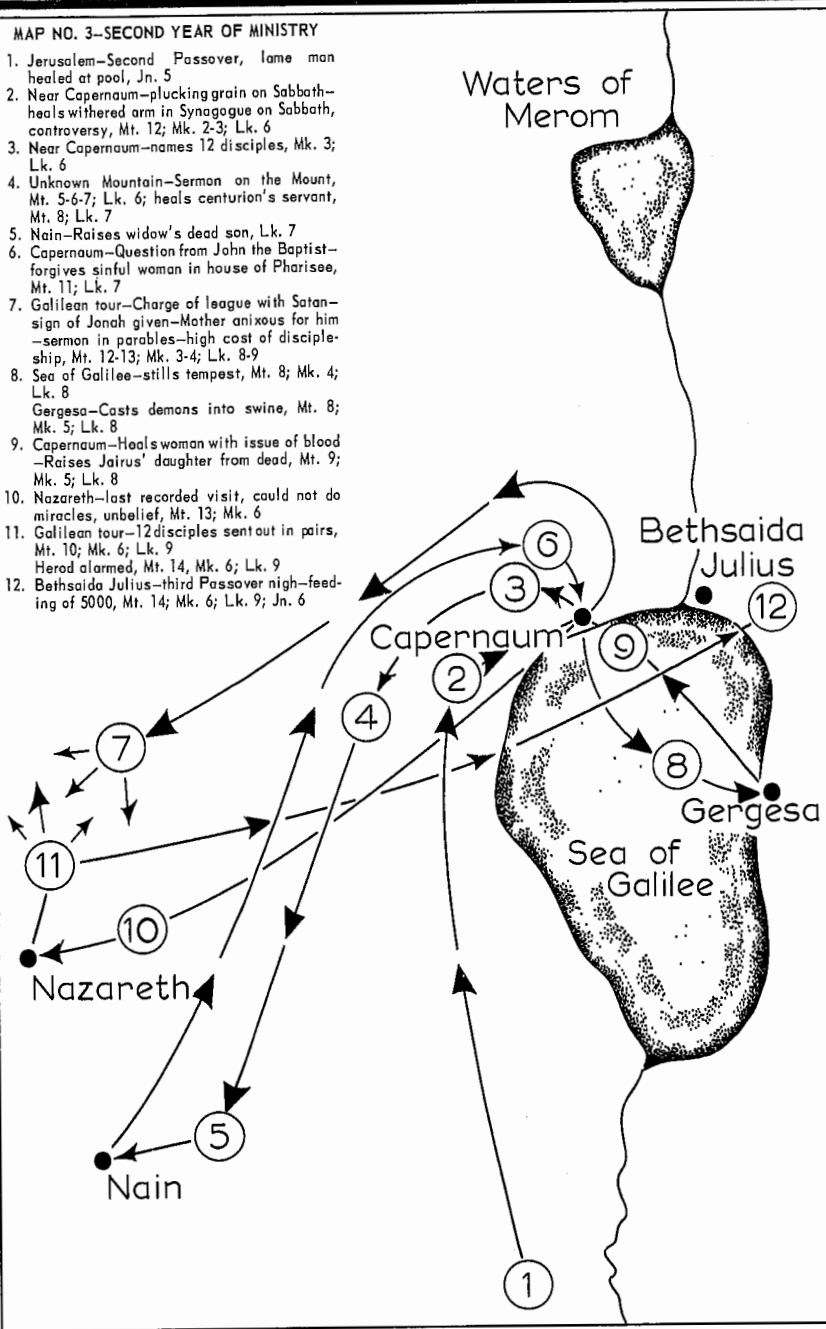 MAP NO. 3–SECOND YEAR OF MINISTRY
1. Jerusalem–Second Passover, lame man
healed at pool, Jn. 5
2. Near Capernaum–plucking grain on Sabbath–
heals withered arm in Synagogue on Sabbath,
controversy, Mt. 12; Mk. 2-3; Lk. 6
3. Near Capernaum–names 12 disciples, Mk. 3;
Lk. 6
4. Unknown Mountain–Sermon on the Mount,
Mt. 5-6-7; Lk. 6; heals centurion's servant,
Mt. 8; Lk. 7
5. Nain–Raises widow's dead son, Lk. 7
6. Capernaum–Question from John the Baptist–
forgives sinful woman in house of Pharisee,
Mt. 11; Lk. 7
7. Galilean tour–Charge of league with Satan–
sign of Jonah given–Mother anixous for him
–sermon in parables–high cost of disciple-
ship, Mt. 12-13; Mk. 3-4; Lk. 8-9
8. Sea of Galilee–stills tempest, Mt. 8; Mk. 4;
Lk. 8
Gergesa–Casts demons into swine, Mt. 8;
Mk. 5; Lk. 8
9. Capernaum–Heals woman with issue of blood
–Raises Jairus' daughter from dead, Mt. 9;
Mk. 5; Lk. 8
10. Nazareth–last recorded visit, could not do
miracles, unbelief, Mt. 13; Mk. 6
11. Galilean tour–12 disciples sent out in pairs,
Mt. 10; Mk. 6; Lk. 9
Herod alarmed, Mt. 14, Mk. 6; Lk. 9
12. Bethsaida Julius–third Passover nigh–feed-
ing of 5000, Mt. 14; Mk. 6; Lk. 9; Jn. 6
Waters of
Merom
Bethsaida
Julius
6
3
12
Capernaum
9
2
4
7
8
Gergesa
11
Sea of
Galilee
10
Nazareth
5
Nain
1